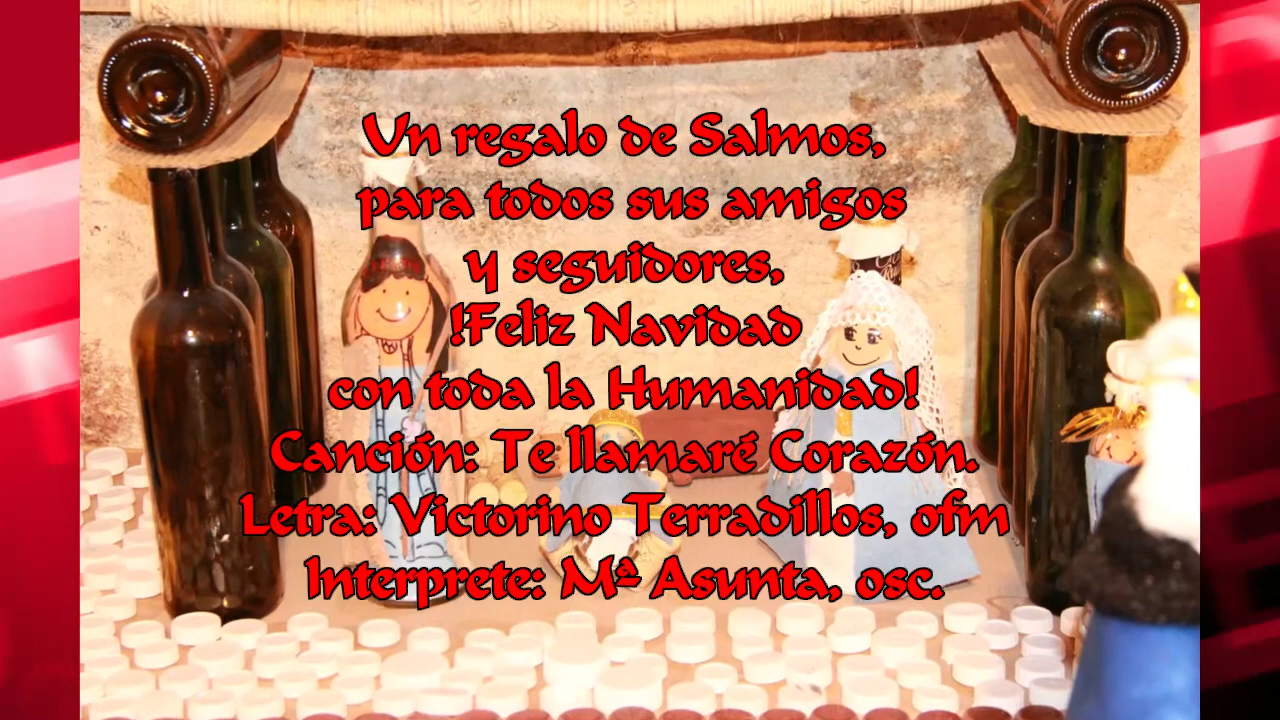 Un regalo de Salmos,
para todos sus amigos
y seguidores,
!Feliz Navidad
con toda la Humanidad!
Canción: Te llamaré Corazón.
Letra: Victorino Terradillos, ofm
Interprete: Mª Asunta, osc.